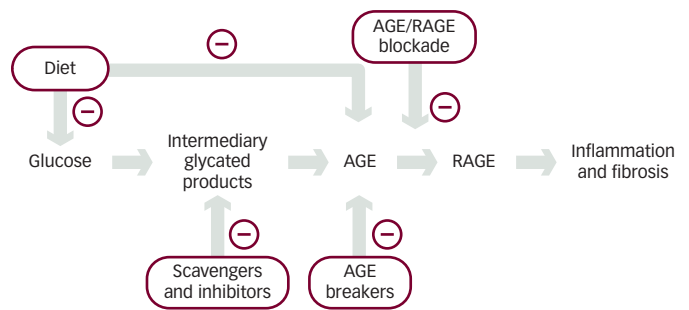 AGE/RAGE
blockade
−
Diet
−
−
Glucose
Intermediary
glycated
products
AGE
RAGE
Inflammation
and fibrosis
−
−
Scavengers
and inhibitors
AGE
breakers